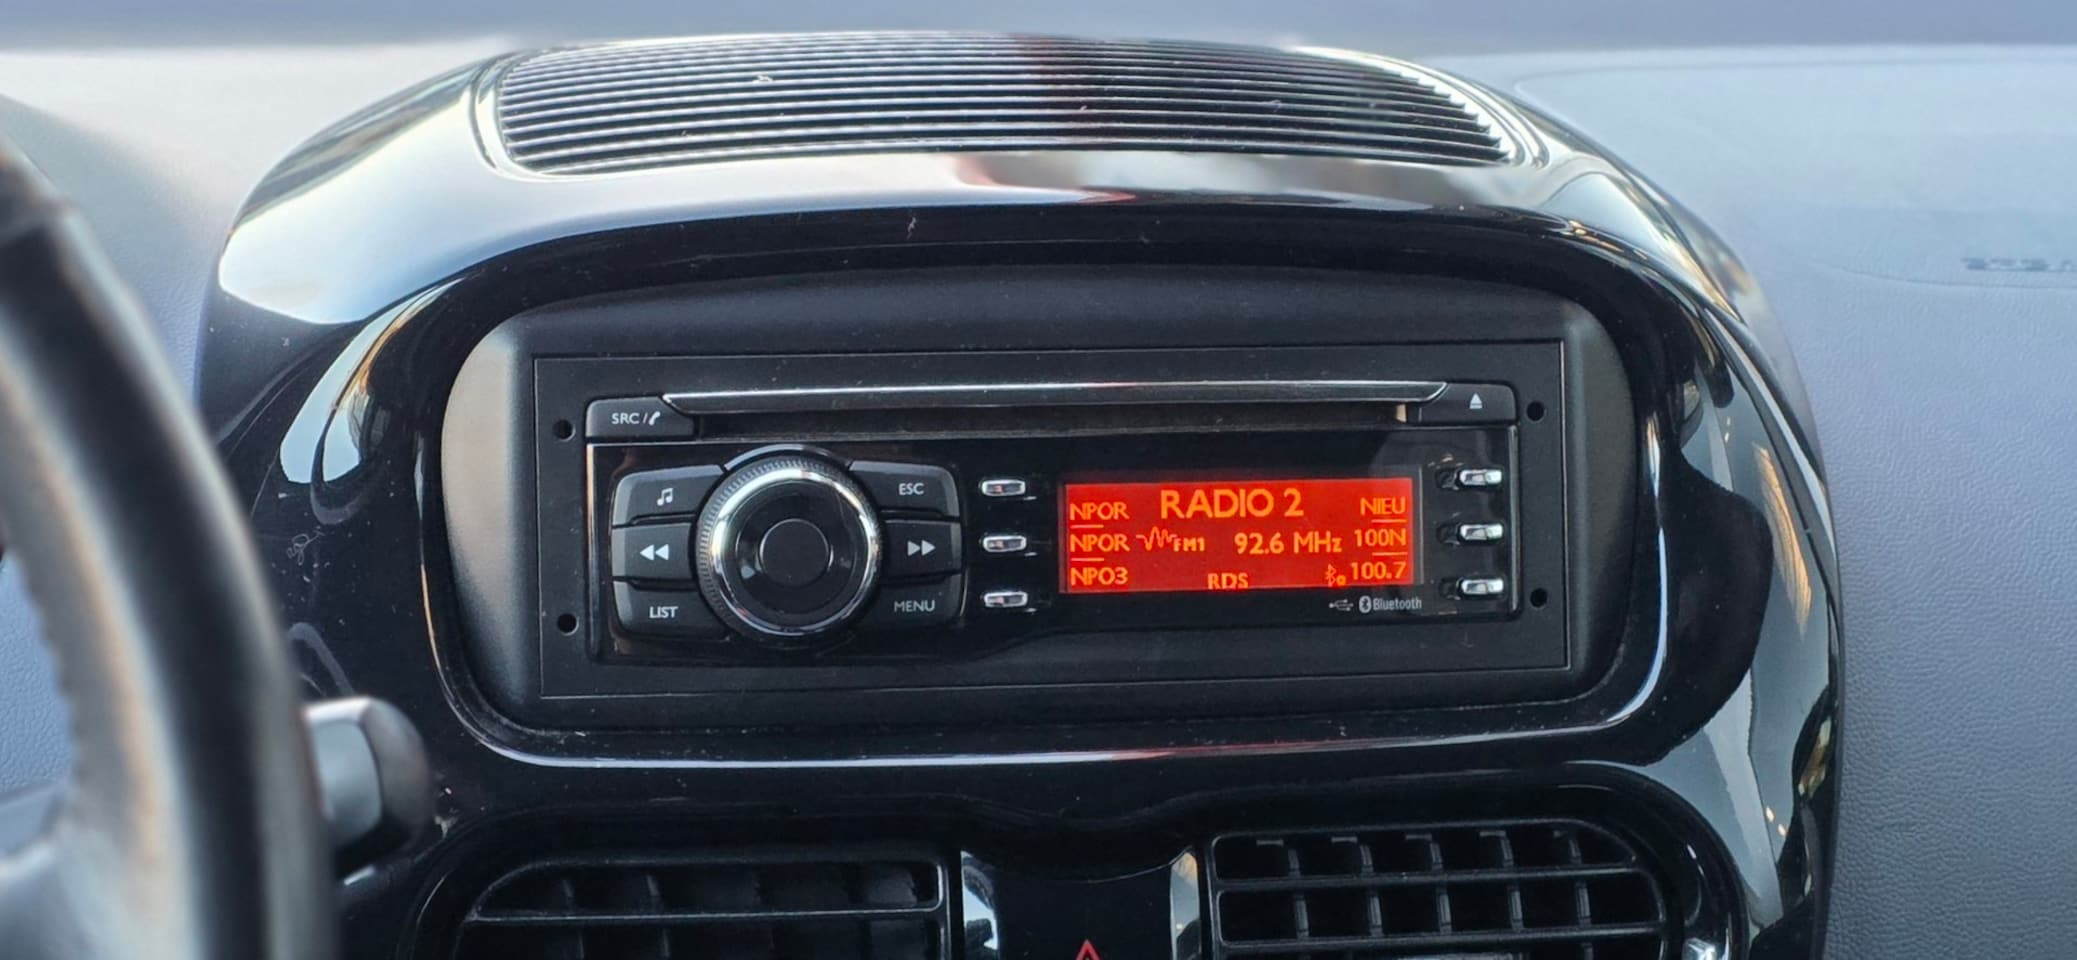 SRC/
ESC
LIST
MENU
NPOR RADIO 2 NIEU
NPOR FM1 92.6 MHz 100N
NPO3 RDS 100.7
Bluetooth